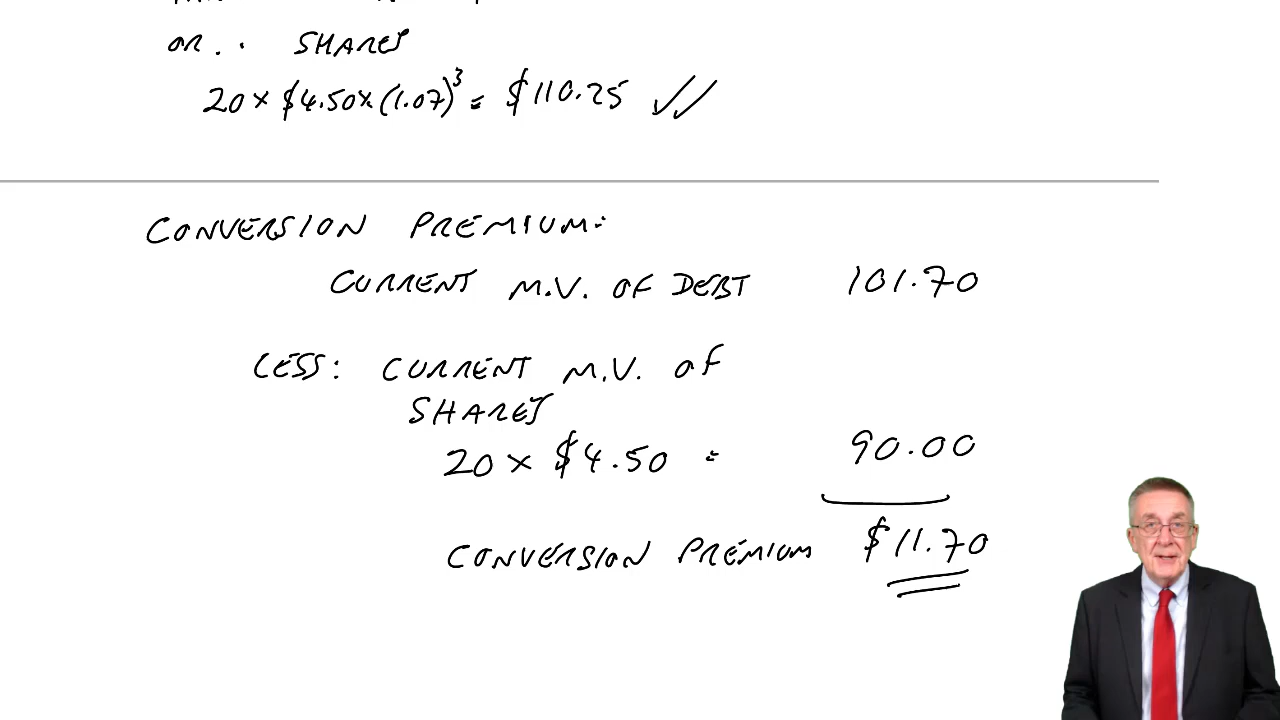 OR . . SHARES
20 × $4.50 × (1.07)³ = $110.25 ✓✓
CONVERSION PREMIUM:
CURRENT M.V. OF DEBT 101.70
LESS: CURRENT M.V. OF
SHARES
20 × $4.50 = 90.00
CONVERSION PREMIUM $11.70